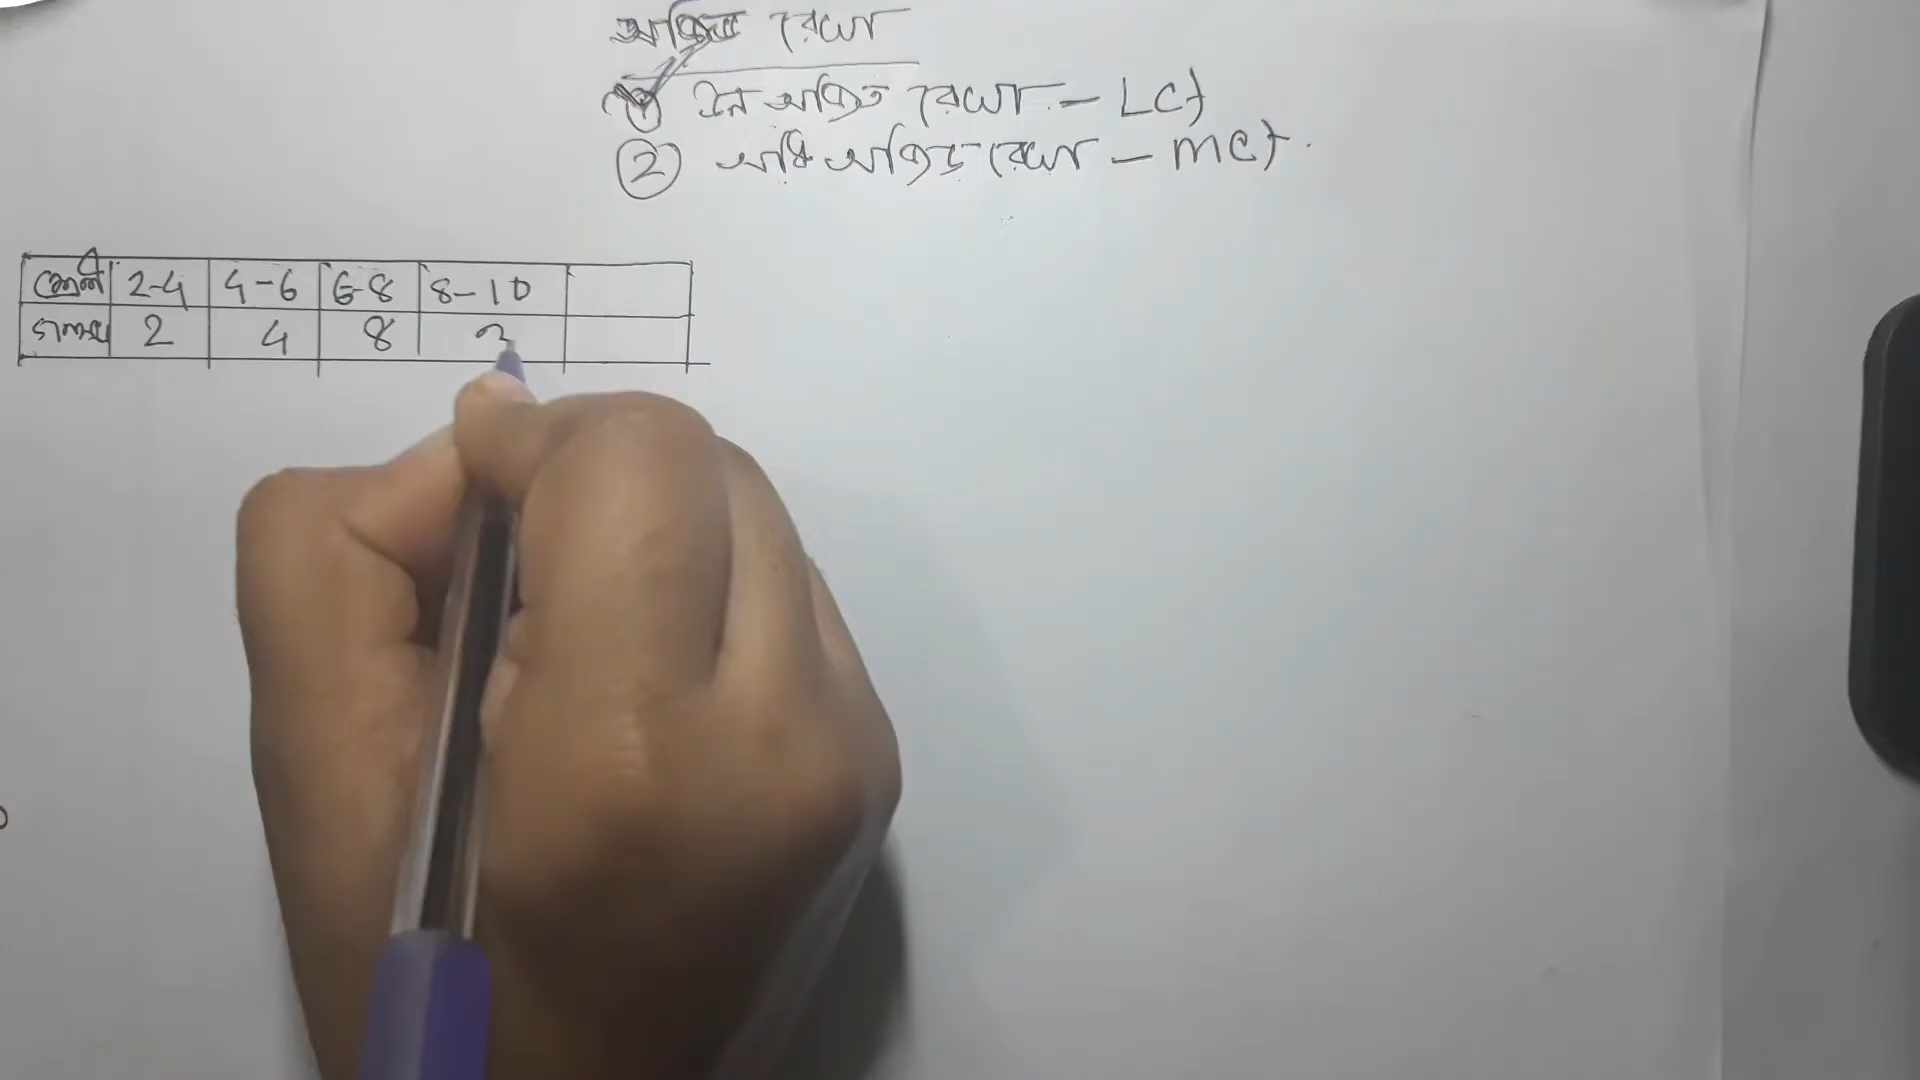 অজিভ রেখা
ঊন অজিভ রেখা - Lcf
② অধি অজিভ রেখা - mcf.
শ্রেণী 2-4 4-6 6-8 8-10
2 4 8